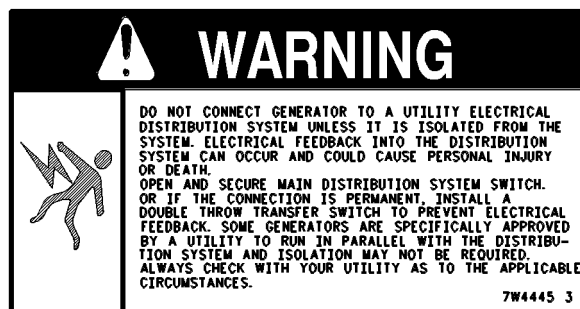 WARNING
DO NOT CONNECT GENERATOR TO A UTILITY ELECTRICAL
DISTRIBUTION SYSTEM UNLESS IT IS ISOLATED FROM THE
SYSTEM. ELECTRICAL FEEDBACK INTO THE DISTRIBUTION
SYSTEM CAN OCCUR AND COULD CAUSE PERSONAL INJURY
OR DEATH.
OPEN AND SECURE MAIN DISTRIBUTION SYSTEM SWITCH.
OR IF THE CONNECTION IS PERMANENT, INSTALL A
DOUBLE THROW TRANSFER SWITCH TO PREVENT ELECTRICAL
FEEDBACK. SOME GENERATORS ARE SPECIFICALLY APPROVED
BY A UTILITY TO RUN IN PARALLEL WITH THE DISTRIBU-
TION SYSTEM AND ISOLATION MAY NOT BE REQUIRED.
ALWAYS CHECK WITH YOUR UTILITY AS TO THE APPLICABLE
CIRCUMSTANCES.
7W4445 3